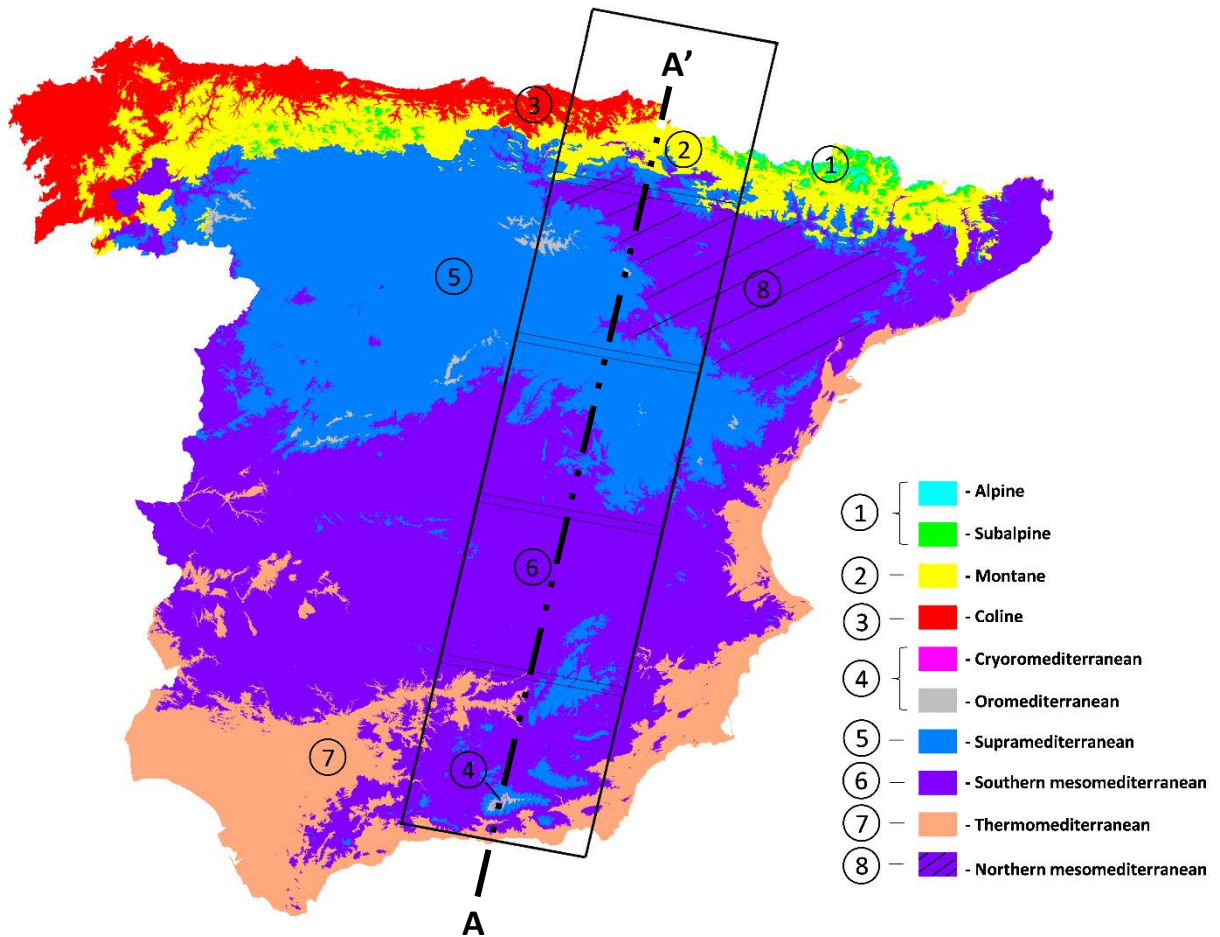 A’
3
2
1
5
8
6
7
4
A
1
- Alpine
- Subalpine
2
- Montane
3
- Coline
4
- Cryoromediterranean
- Oromediterranean
5
- Supramediterranean
6
- Southern mesomediterranean
7
- Thermomediterranean
8
- Northern mesomediterranean